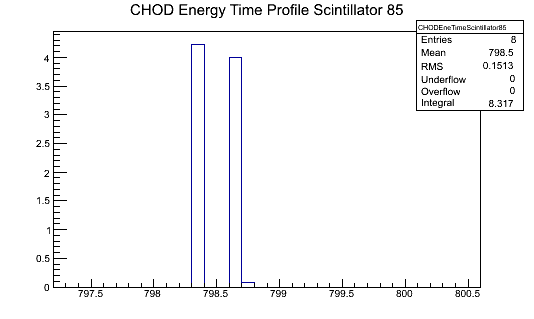 CHOD Energy Time Profile Scintillator 85
CHODEneTimeScintillator85
Entries 8
Mean 798.5
RMS 0.1513
Underflow 0
Overflow 0
Integral 8.317
4
3.5
3
2.5
2
1.5
1
0.5
0
797.5 798 798.5 799 799.5 800 800.5